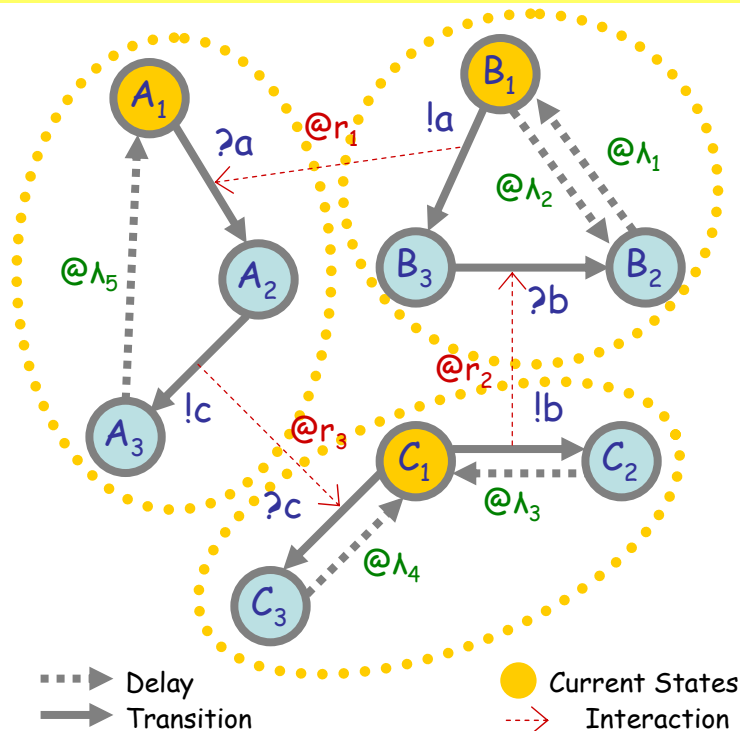 A₁
B₁
@r₁
!a
?a
@λ₁
@λ₂
@λ₅
A₂
B₃
B₂
?b
@r₂
!b
!c
A₃
@r₃
C₁
C₂
?c
@λ₃
@λ₄
C₃
Delay
Current States
Transition
Interaction